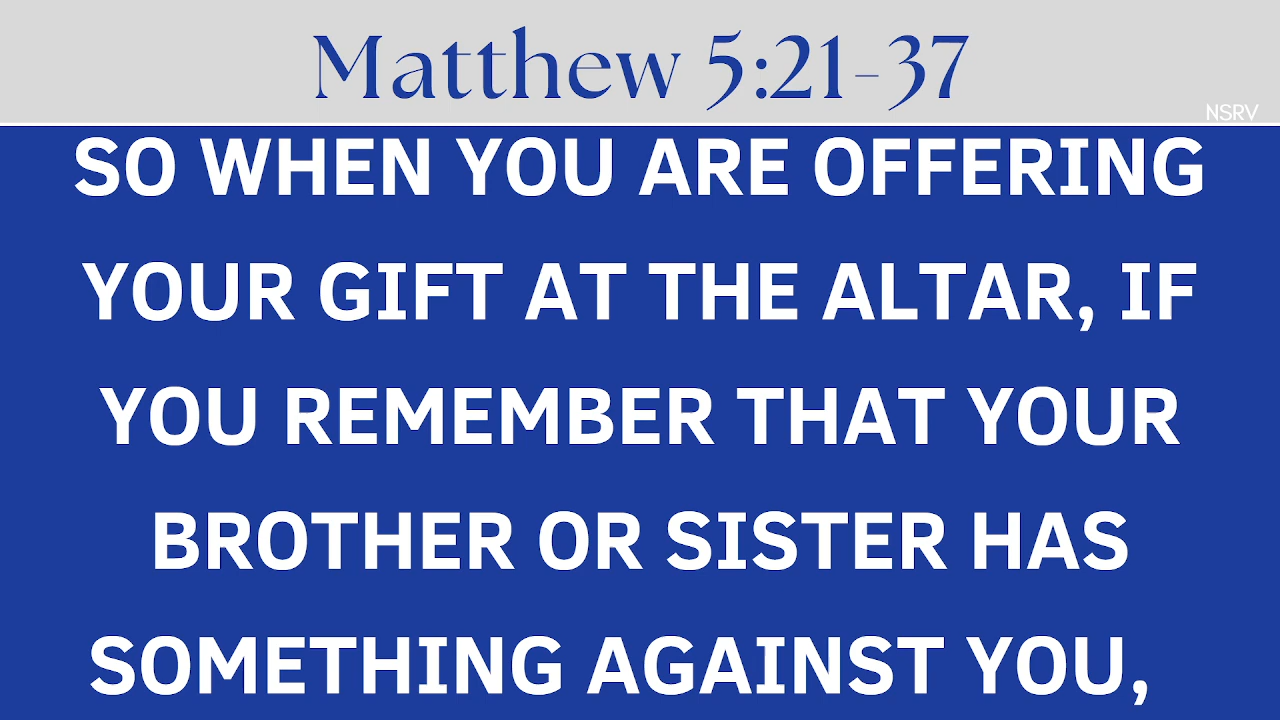 Matthew 5:21-37
NSRV
SO WHEN YOU ARE OFFERING
YOUR GIFT AT THE ALTAR, IF
YOU REMEMBER THAT YOUR
BROTHER OR SISTER HAS
SOMETHING AGAINST YOU,